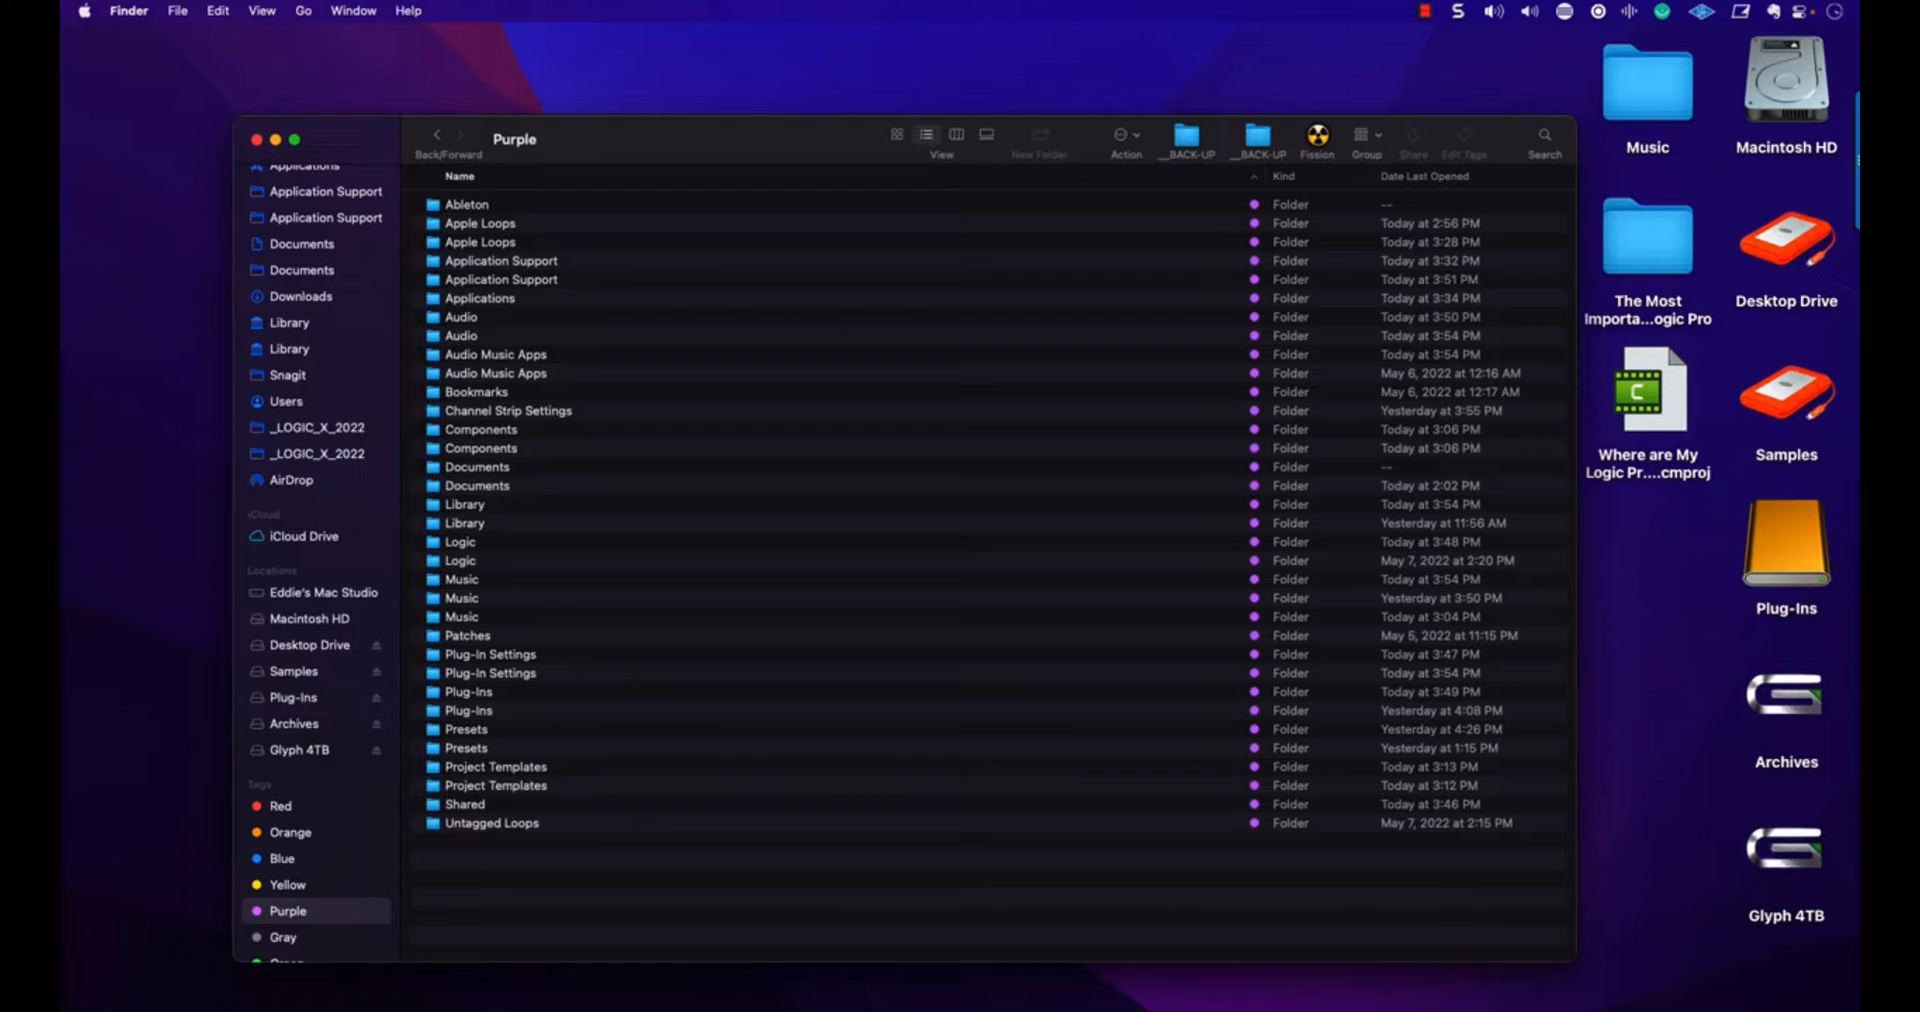 Finder File Edit View Go Window Help
Purple
Back/Forward View New Folder Action __BACK-UP __BACK-UP Fission Group Share Edit Tags Search
Name Kind Date Last Opened
Applications
Application Support
Application Support
Documents
Documents
Downloads
Library
Library
Snagit
Users
_LOGIC_X_2022
_LOGIC_X_2022
AirDrop
iCloud
iCloud Drive
Locations
Eddie's Mac Studio
Macintosh HD
Desktop Drive
Samples
Plug-Ins
Archives
Glyph 4TB
Tags
Red
Orange
Blue
Yellow
Purple
Gray
Ableton Folder --
Apple Loops Folder Today at 2:56 PM
Apple Loops Folder Today at 3:28 PM
Application Support Folder Today at 3:32 PM
Application Support Folder Today at 3:51 PM
Applications Folder Today at 3:34 PM
Audio Folder Today at 3:50 PM
Audio Folder Today at 3:54 PM
Audio Music Apps Folder Today at 3:54 PM
Audio Music Apps Folder May 6, 2022 at 12:16 AM
Bookmarks Folder May 6, 2022 at 12:17 AM
Channel Strip Settings Folder Yesterday at 3:55 PM
Components Folder Today at 3:06 PM
Components Folder Today at 3:06 PM
Documents Folder --
Documents Folder Today at 2:02 PM
Library Folder Today at 3:54 PM
Library Folder Yesterday at 11:56 AM
Logic Folder Today at 3:48 PM
Logic Folder May 7, 2022 at 2:20 PM
Music Folder Today at 3:54 PM
Music Folder Yesterday at 3:50 PM
Music Folder Today at 3:04 PM
Patches Folder May 5, 2022 at 11:15 PM
Plug-In Settings Folder Today at 3:47 PM
Plug-In Settings Folder Today at 3:54 PM
Plug-Ins Folder Today at 3:49 PM
Plug-Ins Folder Yesterday at 4:08 PM
Presets Folder Yesterday at 4:26 PM
Presets Folder Yesterday at 1:15 PM
Project Templates Folder Today at 3:13 PM
Project Templates Folder Today at 3:12 PM
Shared Folder Today at 3:46 PM
Untagged Loops Folder May 7, 2022 at 2:15 PM
Music
Macintosh HD
The Most
Importa...ogic Pro
Desktop Drive
C
Where are My
Logic Pr....cmproj
Samples
Plug-Ins
Archives
Glyph 4TB